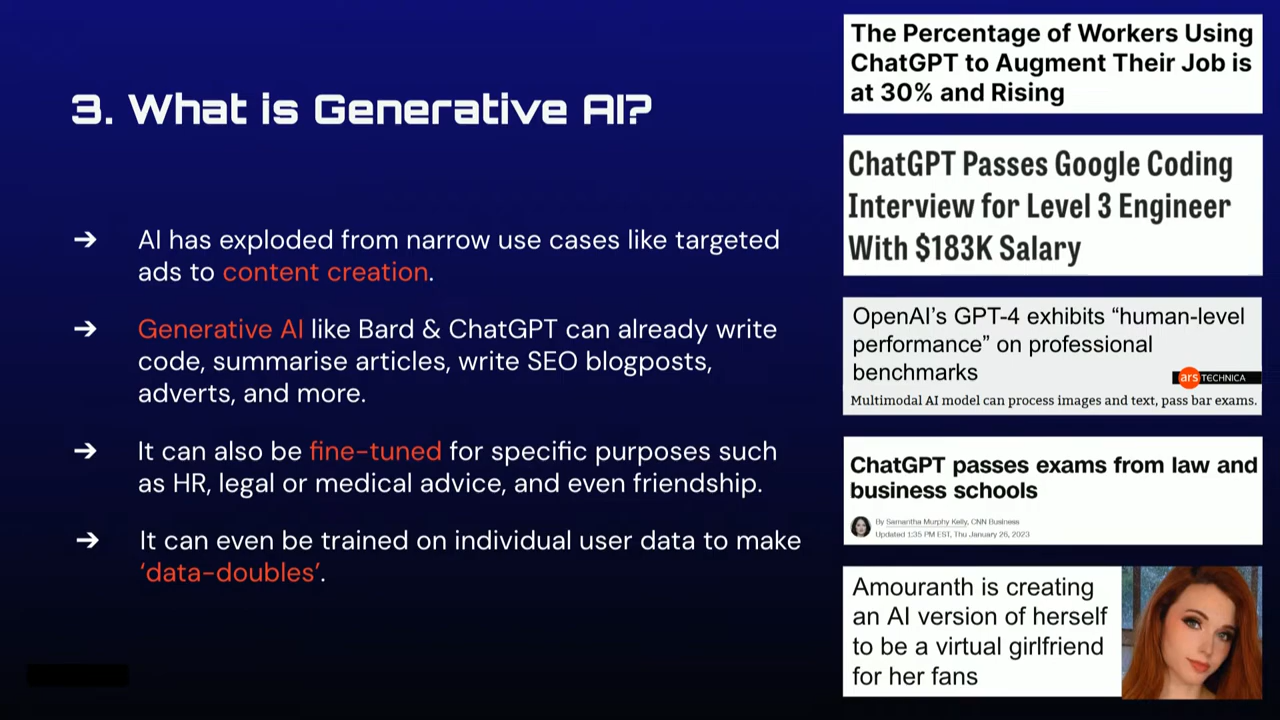 3. What is Generative AI?
➔ AI has exploded from narrow use cases like targeted
ads to content creation.
➔ Generative AI like Bard & ChatGPT can already write
code, summarise articles, write SEO blogposts,
adverts, and more.
➔ It can also be fine-tuned for specific purposes such
as HR, legal or medical advice, and even friendship.
➔ It can even be trained on individual user data to make
‘data-doubles’.
The Percentage of Workers Using
ChatGPT to Augment Their Job is
at 30% and Rising
ChatGPT Passes Google Coding
Interview for Level 3 Engineer
With $183K Salary
OpenAI’s GPT-4 exhibits “human-level
performance” on professional
benchmarks
ars TECHNICA
Multimodal AI model can process images and text, pass bar exams.
ChatGPT passes exams from law and
business schools
By Samantha Murphy Kelly, CNN Business
Updated 1:35 PM EST, Thu January 26, 2023
Amouranth is creating
an AI version of herself
to be a virtual girlfriend
for her fans